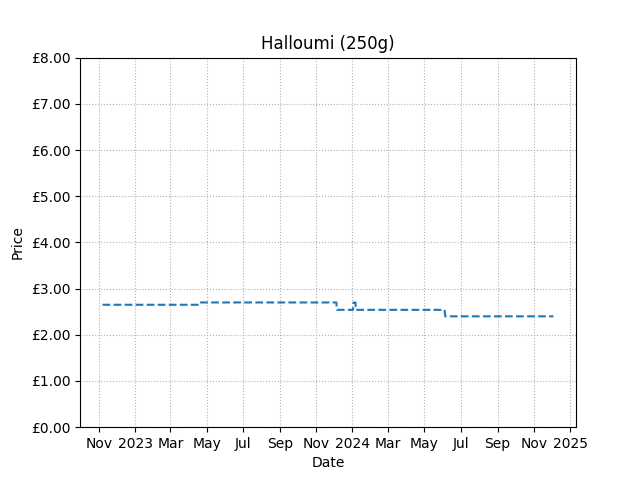 Halloumi (250g)
£8.00
£7.00
£6.00
£5.00
£4.00
£3.00
£2.00
£1.00
£0.00
Price
Nov 2023 Mar May Jul Sep Nov 2024 Mar May Jul Sep Nov 2025
Date